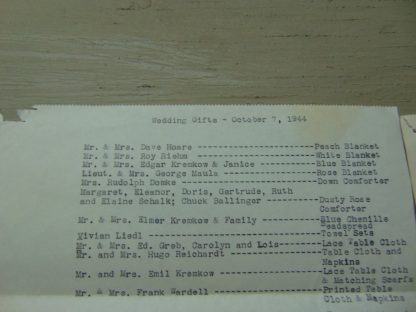 Wedding Gifts - October 7, 1944
Mr. & Mrs. Dave Hoare ---------------------Peach Blanket
Mr. & Mrs. Roy Riehm ----------------------White Blanket
Mr. & Mrs. Edgar Kremkow & Janice ---------Blue Blanket
Lieut. & Mrs. George Maula ----------------Rose Blanket
Mrs. Rudolph Domke ------------------------Down Comforter
Margaret, Eleanor, Doris, Gertrude, Ruth
and Elaine Schalk; Chuck Ballinger --------Dusty Rose
Comforter
Mr. & Mrs. Elmer Kremkow & Family ---------Blue Chenille
Bedspread
Vivian Liedl ------------------------------Towel Sets
Mr. & Mrs. Ed. Greb, Carolyn and Lois------Lace Table Cloth
Mr. and Mrs. Hugo Reichardt ---------------Table Cloth and
Napkins
Mr. and Mrs. Emil Kremkow -----------------Lace Table Cloth
& Matching Scarfs
Mr. & Mrs. Frank Wardell ------------------Printed Table
Cloth & Napkins